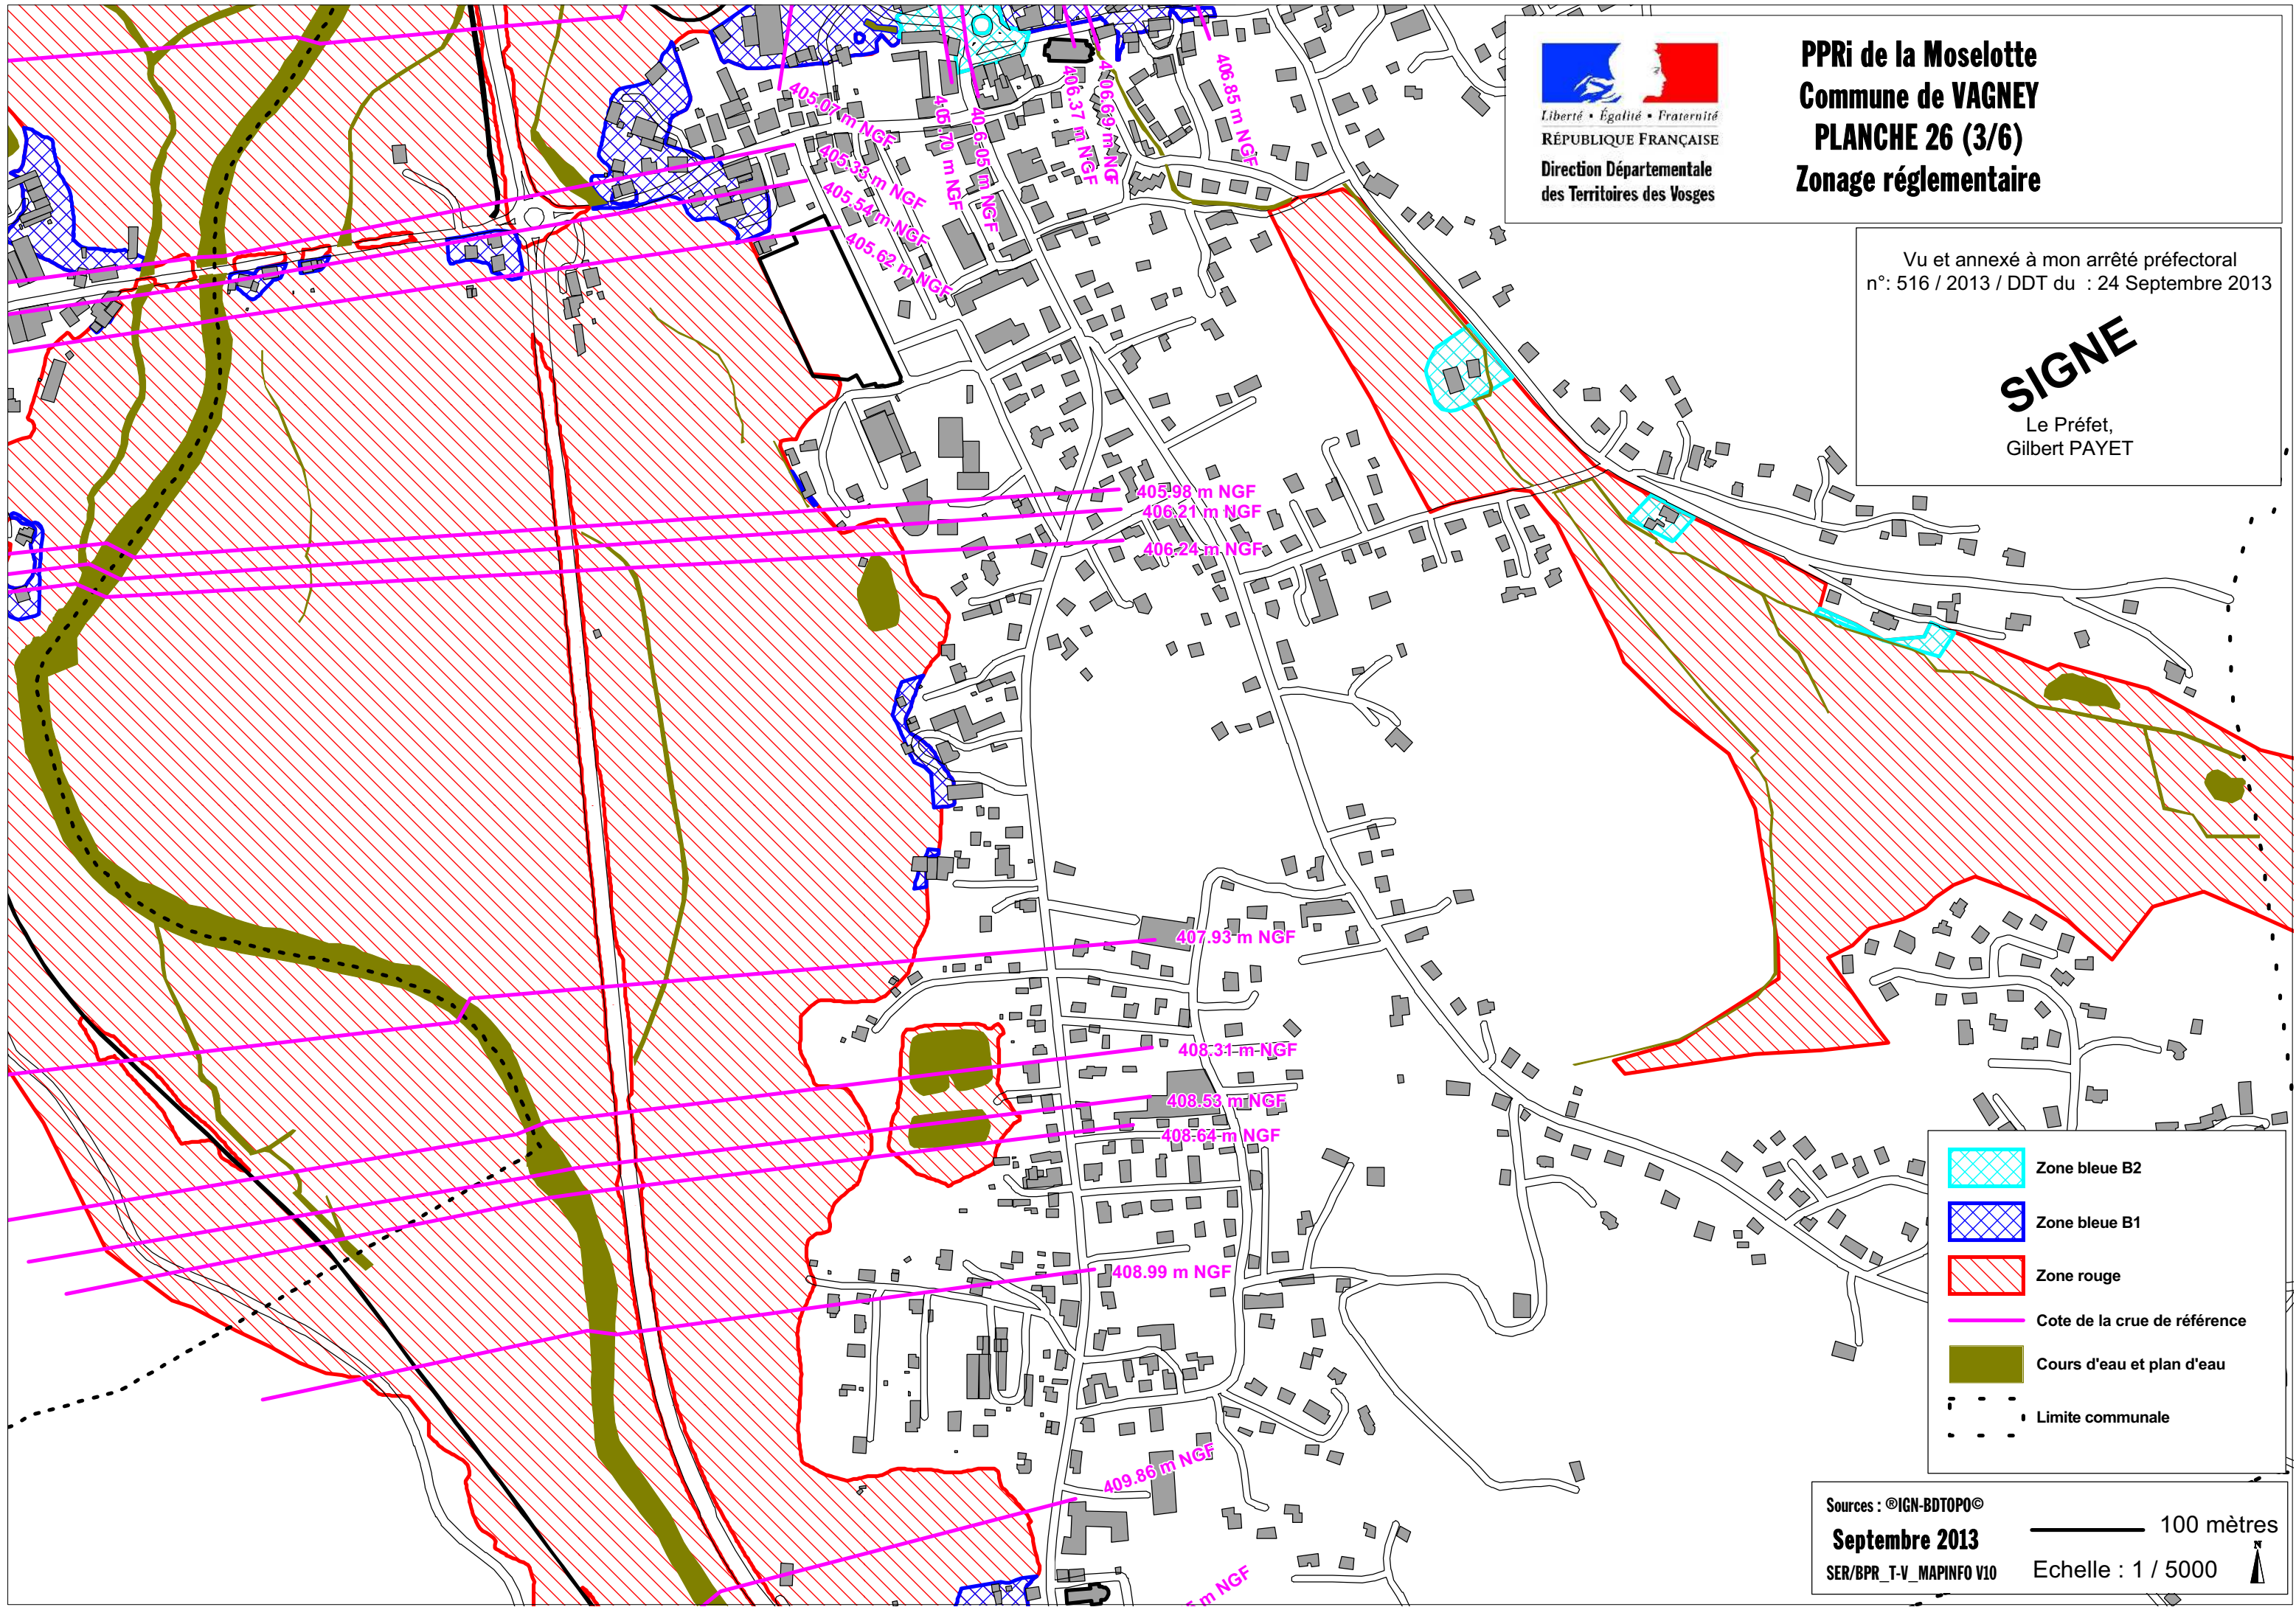 PPRi de la Moselotte
Commune de VAGNEY
PLANCHE 26 (3/6)
Zonage réglementaire
Liberté • Égalité • Fraternité
RÉPUBLIQUE FRANÇAISE
Direction Départementale
des Territoires des Vosges
Vu et annexé à mon arrêté préfectoral
n°: 516 / 2013 / DDT du : 24 Septembre 2013
SIGNE
Le Préfet,
Gilbert PAYET
405.07 m NGF
405.33 m NGF
405.54 m NGF
405.62 m NGF
405.70 m NGF
406.05 m NGF
406.37 m NGF
406.69 m NGF
406.85 m NGF
405.98 m NGF
406.21 m NGF
406.24 m NGF
407.93 m NGF
408.31 m NGF
408.53 m NGF
408.64 m NGF
408.99 m NGF
409.86 m NGF
m NGF
Zone bleue B2
Zone bleue B1
Zone rouge
Cote de la crue de référence
Cours d'eau et plan d'eau
Limite communale
Sources : ®IGN-BDTOPO©
Septembre 2013
SER/BPR_T-V_MAPINFO V10
100 mètres
Echelle : 1 / 5000
N